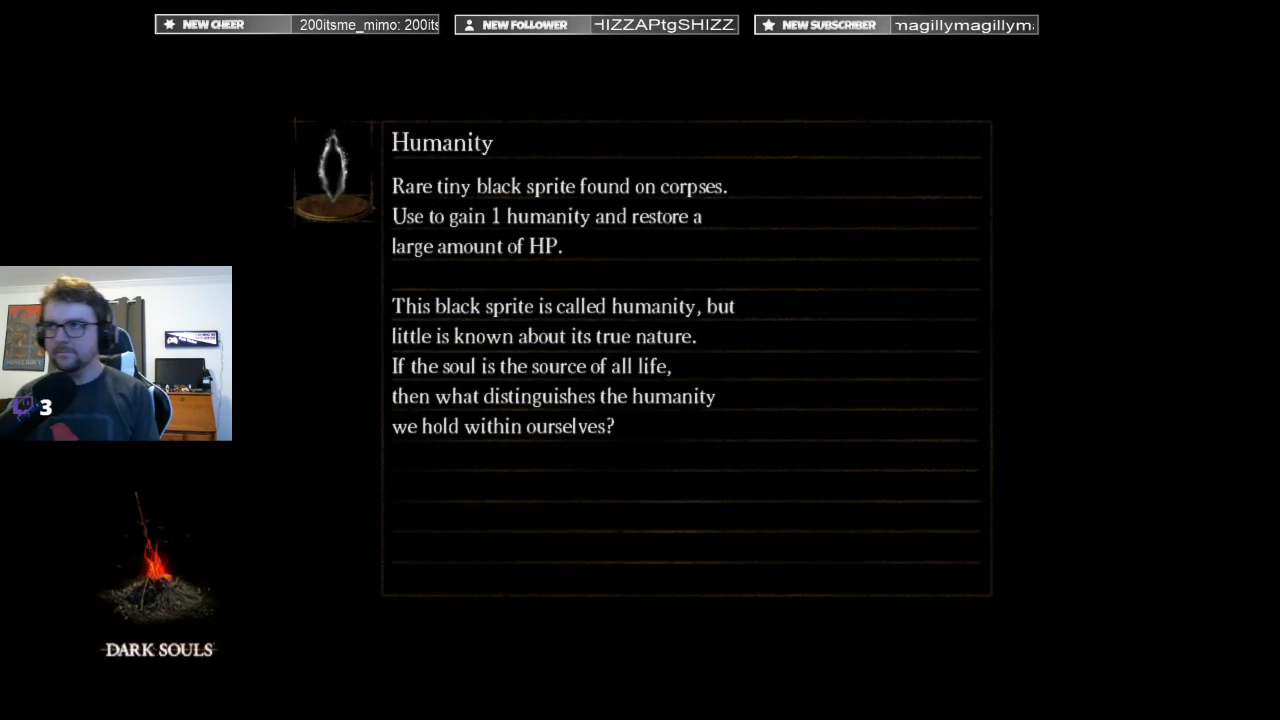 NEW CHEER 200itsme_mimo: 200its
NEW FOLLOWER HIZZAPtgSHIZZ
NEW SUBSCRIBER magillymagillym
Humanity
Rare tiny black sprite found on corpses.
Use to gain 1 humanity and restore a
large amount of HP.
This black sprite is called humanity, but
little is known about its true nature.
If the soul is the source of all life,
then what distinguishes the humanity
we hold within ourselves?
MINECRAFT
3
DARK SOULS